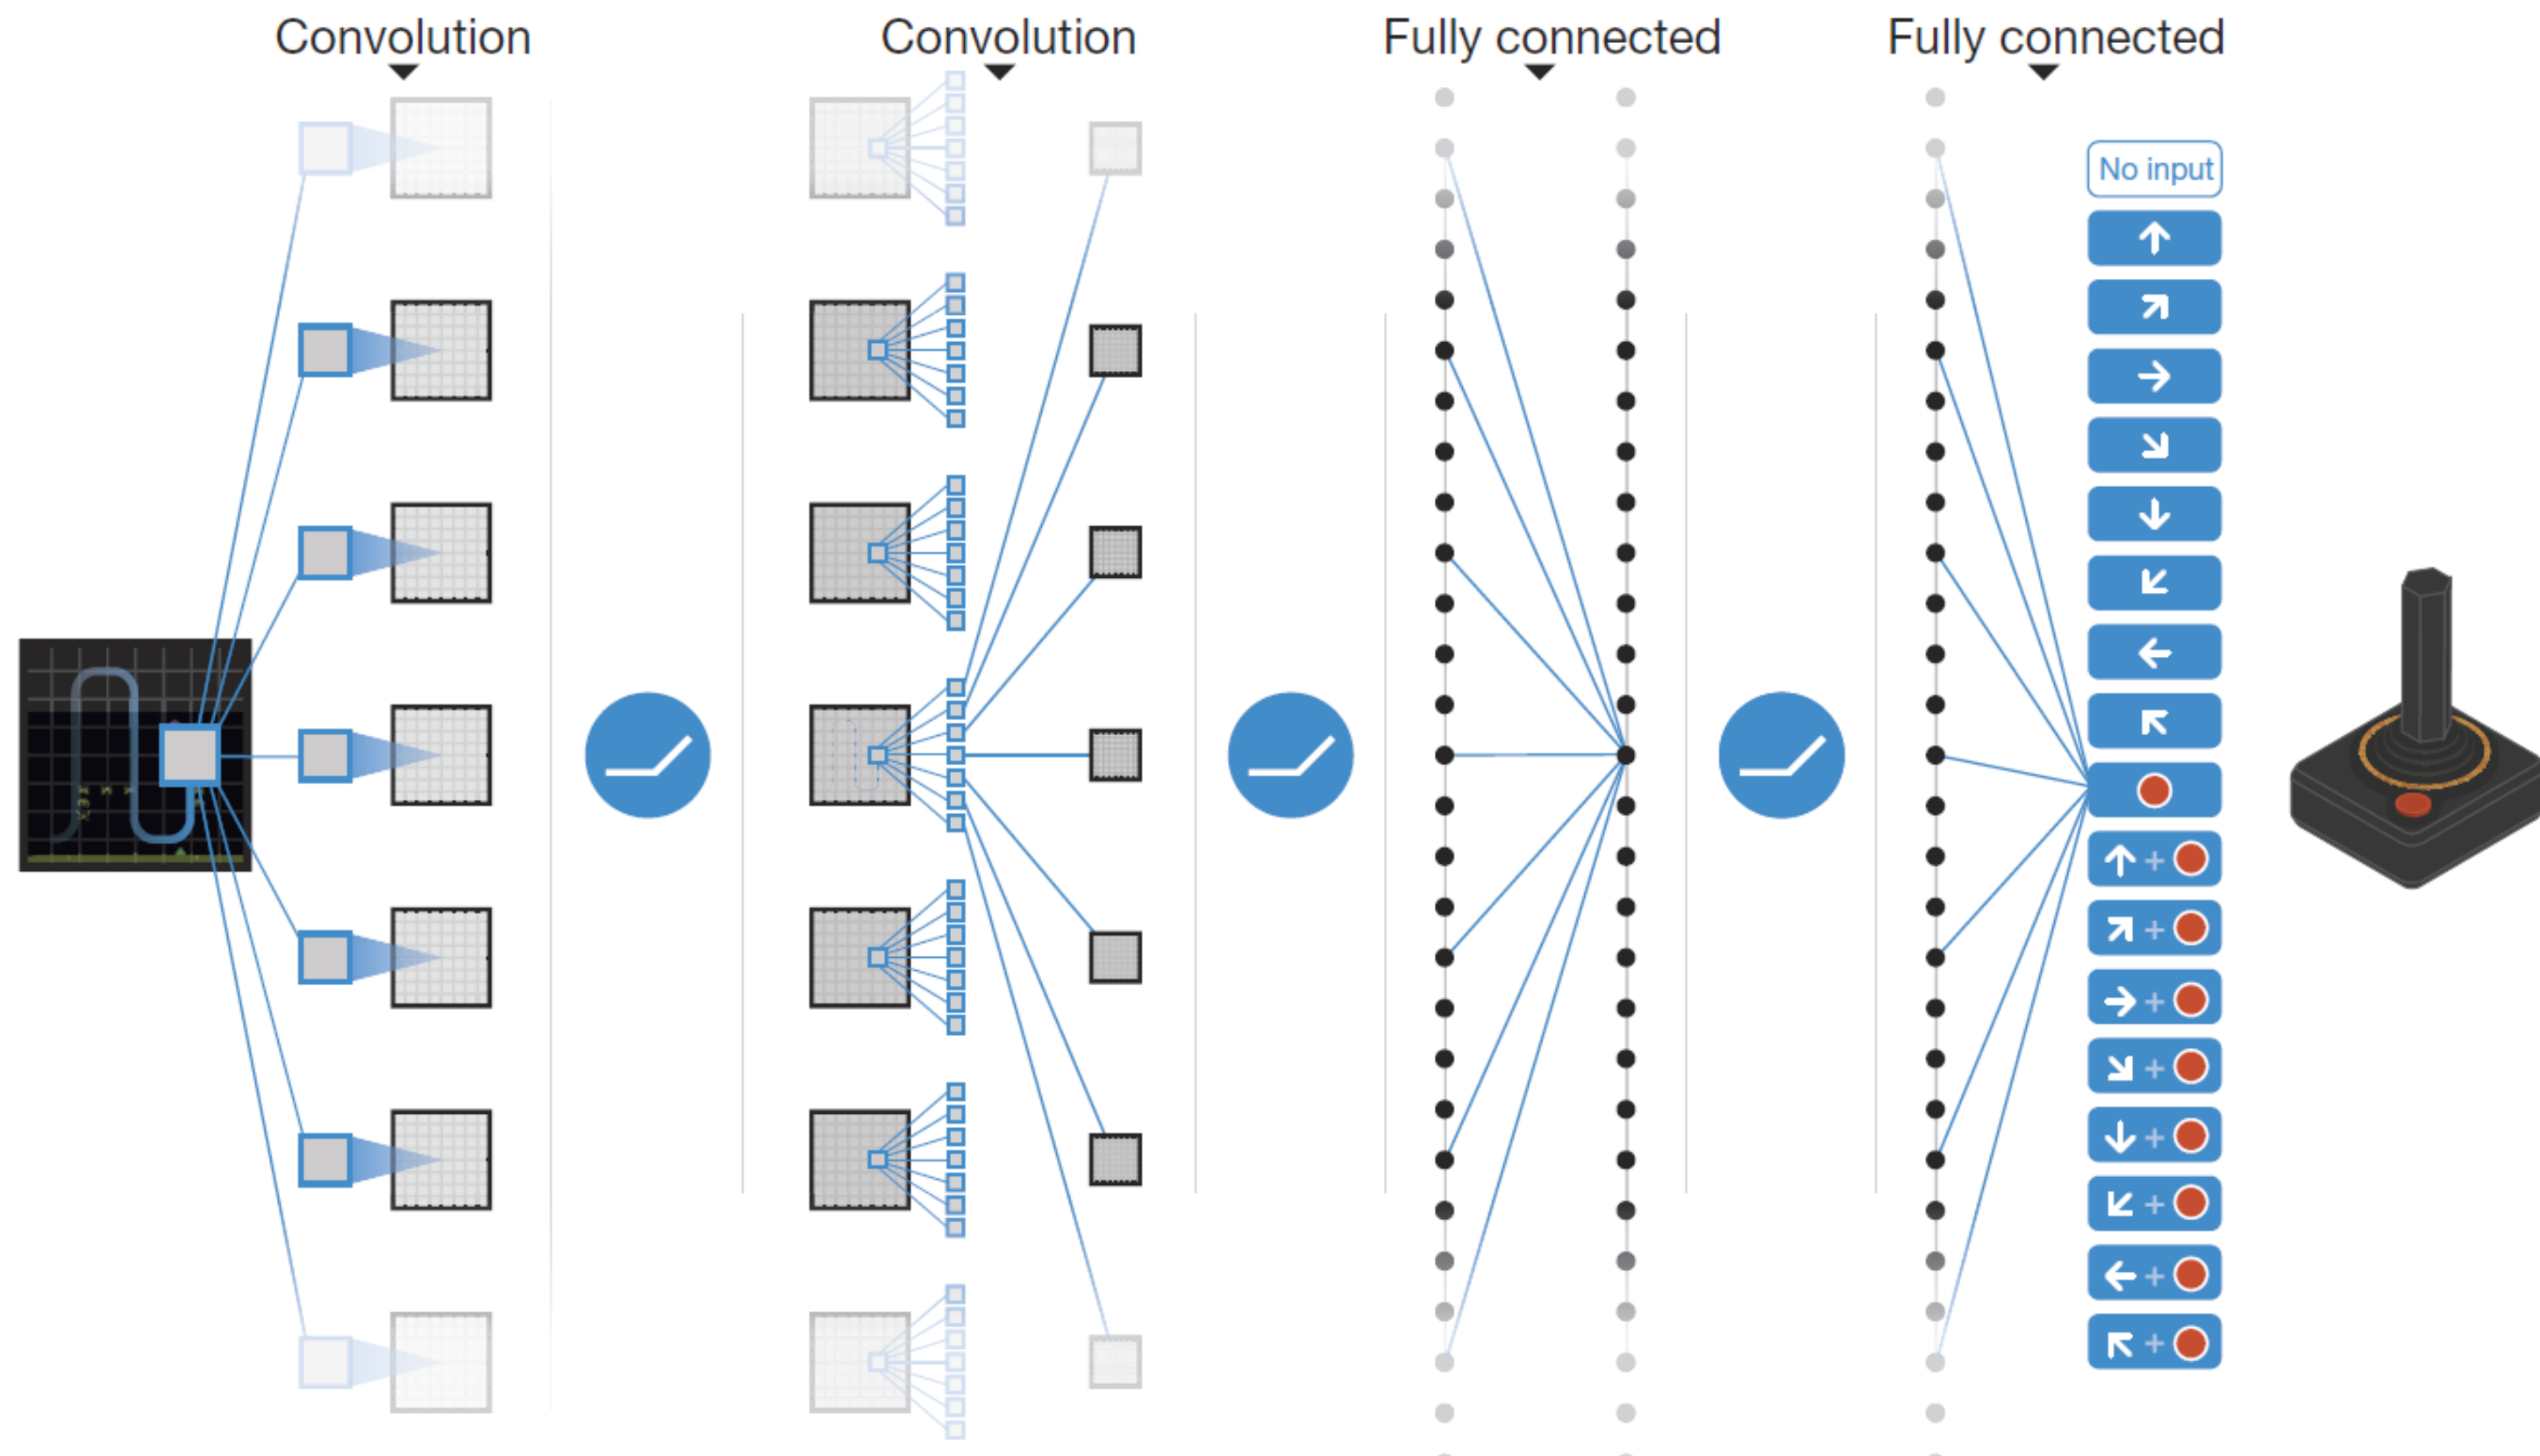 Convolution
Convolution
Fully connected
Fully connected
No input
+
+
+
+
+
+
+
+